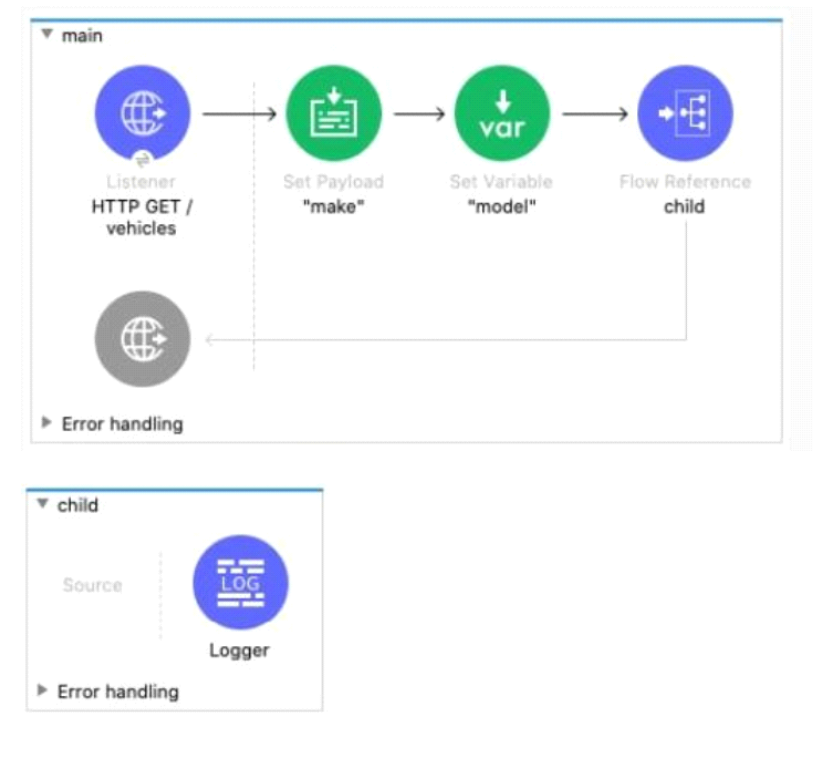 main
Listener
HTTP GET /
vehicles
Set Payload
"make"
var
Set Variable
"model"
Flow Reference
child
Error handling
child
Source
LOG
Logger
Error handling